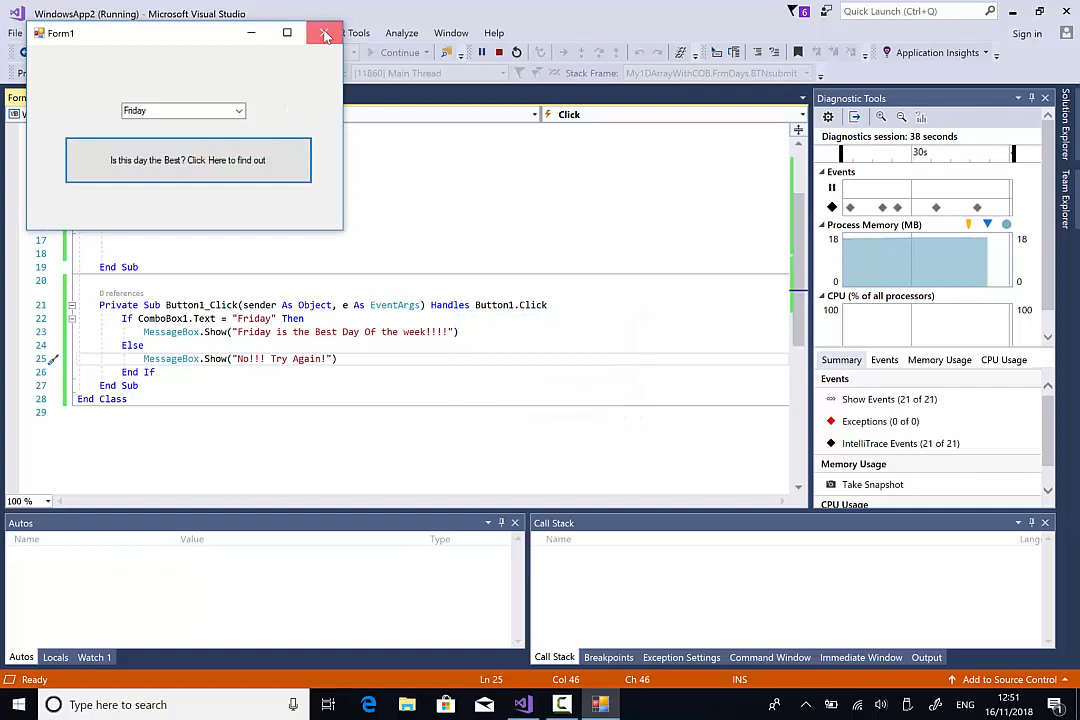 WindowsApp2 (Running) - Microsoft Visual Studio
6
Quick Launch (Ctrl+Q)
File
Form1
R Tools
Analyze
Window
Help
Sign in
Continue
Application Insights
[11860] Main Thread
Stack Frame:
My1DArrayWithCOB.FrmDays.BTNsubmit
Friday
Is this day the Best? Click Here to find out
Click
Diagnostic Tools
Diagnostics session: 38 seconds
30s
Events
Process Memory (MB)
18
18
0
0
CPU (% of all processors)
100
100
Summary
Events
Memory Usage
CPU Usage
Events
Show Events (21 of 21)
Exceptions (0 of 0)
IntelliTrace Events (21 of 21)
Memory Usage
Take Snapshot
CPU Usage
Solution Explorer
Team Explorer
17
18
19 End Sub
20
0 references
21 Private Sub Button1_Click(sender As Object, e As EventArgs) Handles Button1.Click
22 If ComboBox1.Text = "Friday" Then
23 MessageBox.Show("Friday is the Best Day Of the week!!!!")
24 Else
25 MessageBox.Show("No!!! Try Again!")
26 End If
27 End Sub
28 End Class
29
100 %
Autos
Name Value Type
Call Stack
Name Lang
Autos Locals Watch 1
Call Stack Breakpoints Exception Settings Command Window Immediate Window Output
Ready Ln 25 Col 46 Ch 46 INS Add to Source Control
Type here to search
ENG
12:51
16/11/2018
1